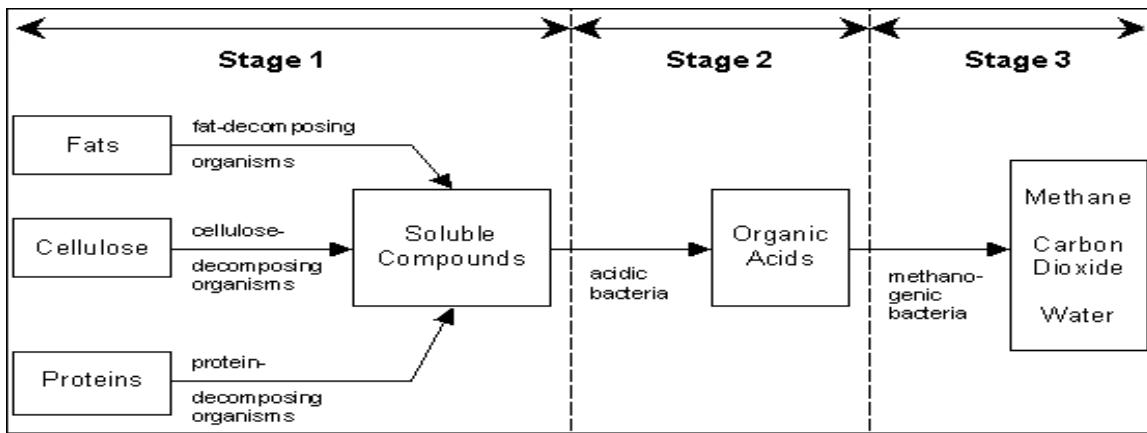 Stage 1
Stage 2
Stage 3
Fats
fat-decomposing
organisms
Cellulose
cellulose-
decomposing
organisms
Proteins
protein-
decomposing
organisms
Soluble
Compounds
acidic
bacteria
Organic
Acids
methano-
genic
bacteria
Methane
Carbon
Dioxide
Water